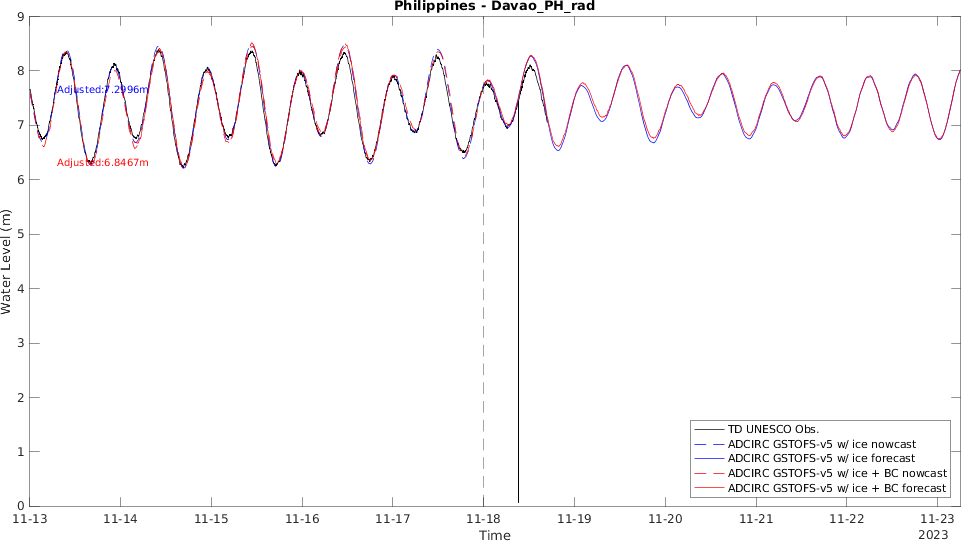 Philippines - Davao_PH_rad
Water Level (m)
9
8
7
6
5
4
3
2
1
0
Adjusted:7.2996m
Adjusted:6.8467m
TD UNESCO Obs.
ADCIRC GSTOFS-v5 w/ ice nowcast
ADCIRC GSTOFS-v5 w/ ice forecast
ADCIRC GSTOFS-v5 w/ ice + BC nowcast
ADCIRC GSTOFS-v5 w/ ice + BC forecast
11-13 11-14 11-15 11-16 11-17 11-18 11-19 11-20 11-21 11-22 11-23
Time
2023